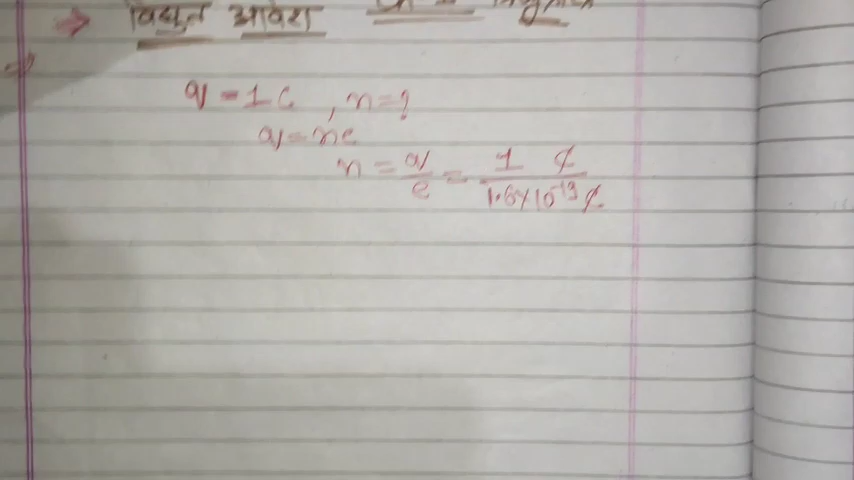 ⇒ विद्युत आवेश
⇒
q = 1 C , n = ?
q = ne
n = q/e = 1 C / 1.6×10⁻¹⁹ C